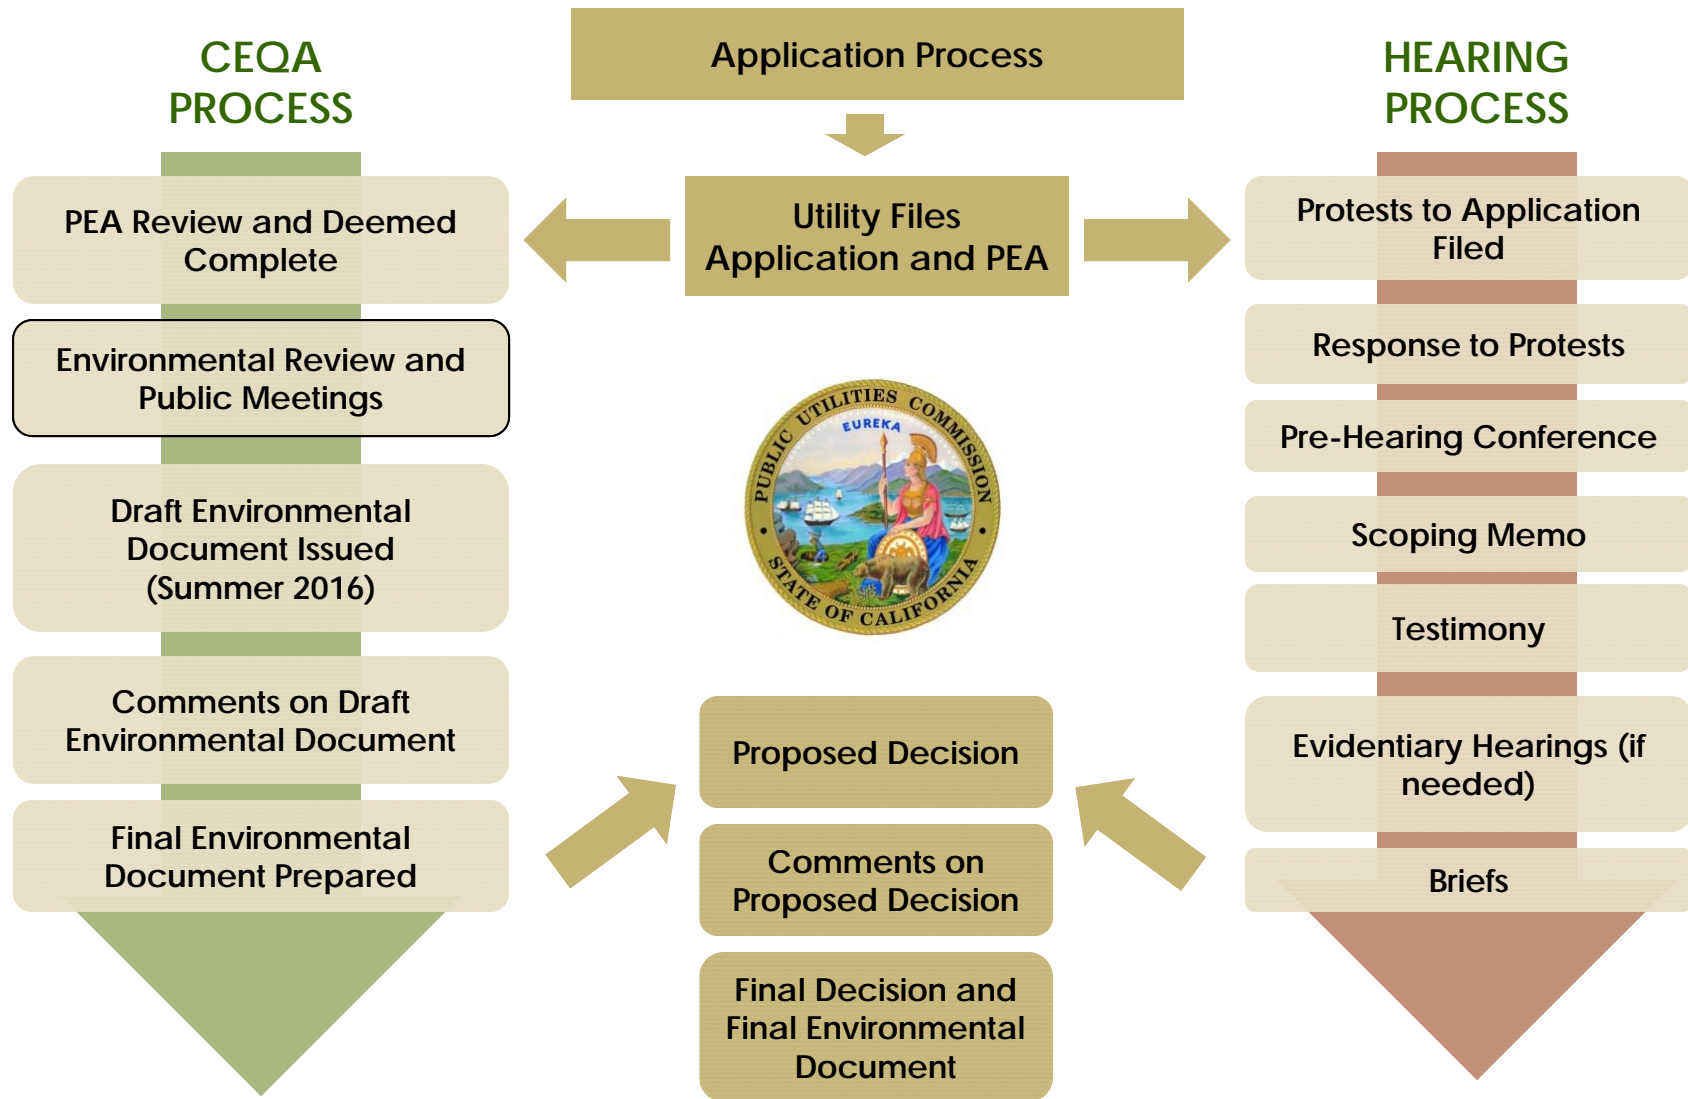 CEQA
PROCESS
Application Process
HEARING
PROCESS
PEA Review and Deemed
Complete
Utility Files
Application and PEA
Protests to Application
Filed
Environmental Review and
Public Meetings
Response to Protests
Pre-Hearing Conference
Draft Environmental
Document Issued
(Summer 2016)
PUBLIC UTILITIES COMMISSION
EUREKA
STATE OF CALIFORNIA
Scoping Memo
Testimony
Comments on Draft
Environmental Document
Proposed Decision
Evidentiary Hearings (if
needed)
Final Environmental
Document Prepared
Comments on
Proposed Decision
Briefs
Final Decision and
Final Environmental
Document